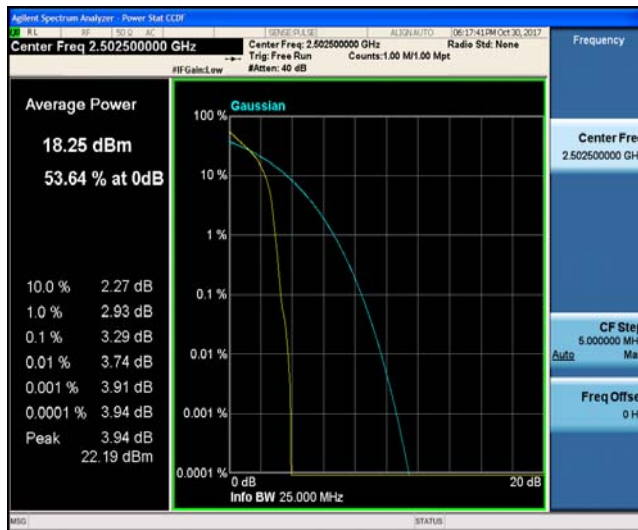 Agilent Spectrum Analyzer - Power Stat CCDF
RL RF 50 Ω AC SENSE:PULSE ALIGNAUTO 06:17:41PM Oct 30, 2017
Center Freq 2.502500000 GHz
Center Freq: 2.502500000 GHz Radio Std: None
Trig: Free Run Counts:1.00 M/1.00 Mpt
#IFGain:Low #Atten: 40 dB
Frequency
Average Power
18.25 dBm
53.64 % at 0dB
10.0 % 2.27 dB
1.0 % 2.93 dB
0.1 % 3.29 dB
0.01 % 3.74 dB
0.001 % 3.91 dB
0.0001 % 3.94 dB
Peak 3.94 dB
22.19 dBm
Gaussian
100 %
10 %
1 %
0.1 %
0.01 %
0.001 %
0.0001 %
0 dB 20 dB
Info BW 25.000 MHz
Center Fre
2.502500000 GH
CF Step
5.000000 MH
Auto Ma
Freq Offse
0 H
MSG STATUS